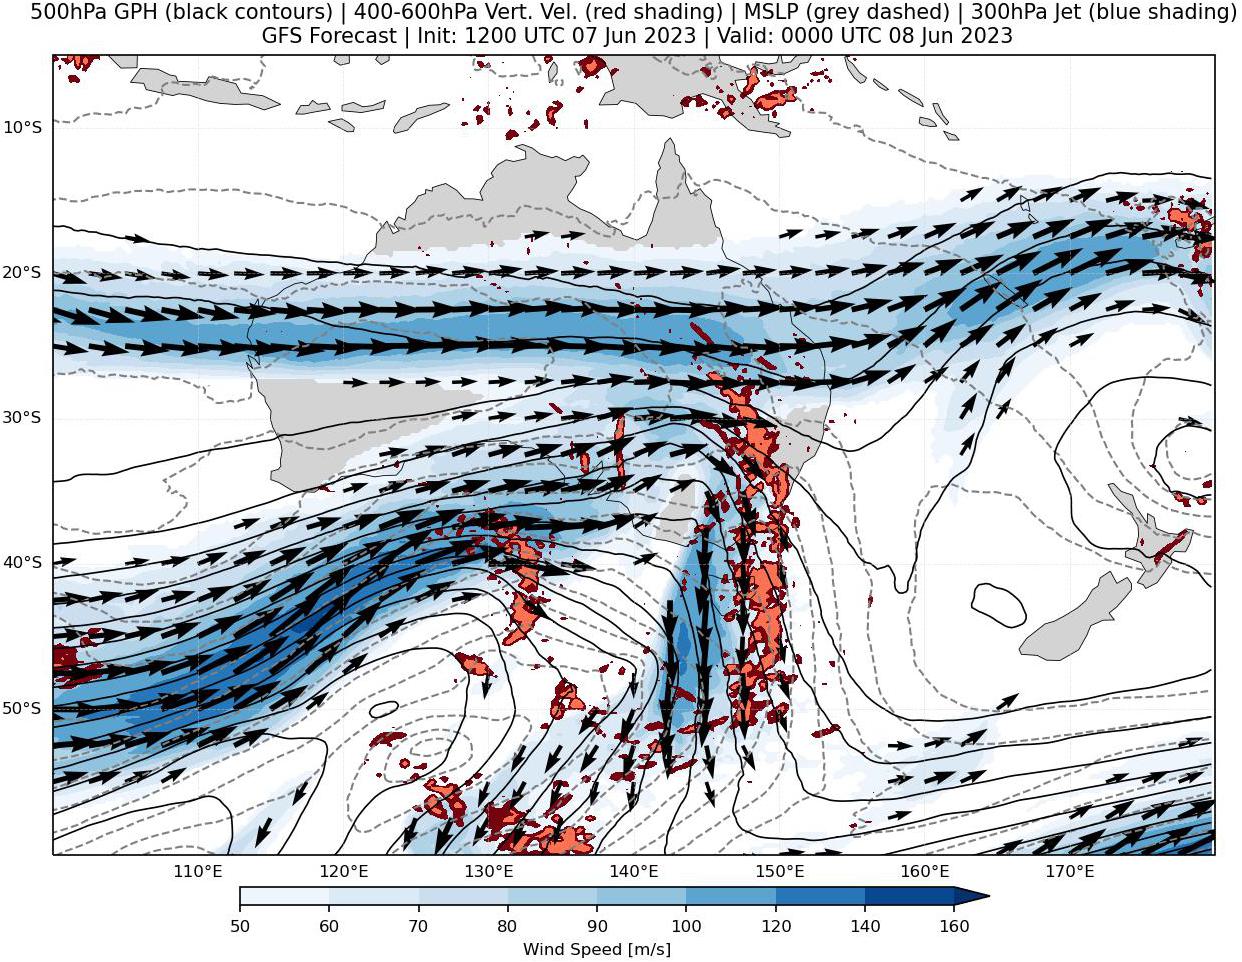 500hPa GPH (black contours) | 400-600hPa Vert. Vel. (red shading) | MSLP (grey dashed) | 300hPa Jet (blue shading)
GFS Forecast | Init: 1200 UTC 07 Jun 2023 | Valid: 0000 UTC 08 Jun 2023
10°S
20°S
30°S
40°S
50°S
110°E 120°E 130°E 140°E 150°E 160°E 170°E
50 60 70 80 90 100 120 140 160
Wind Speed [m/s]